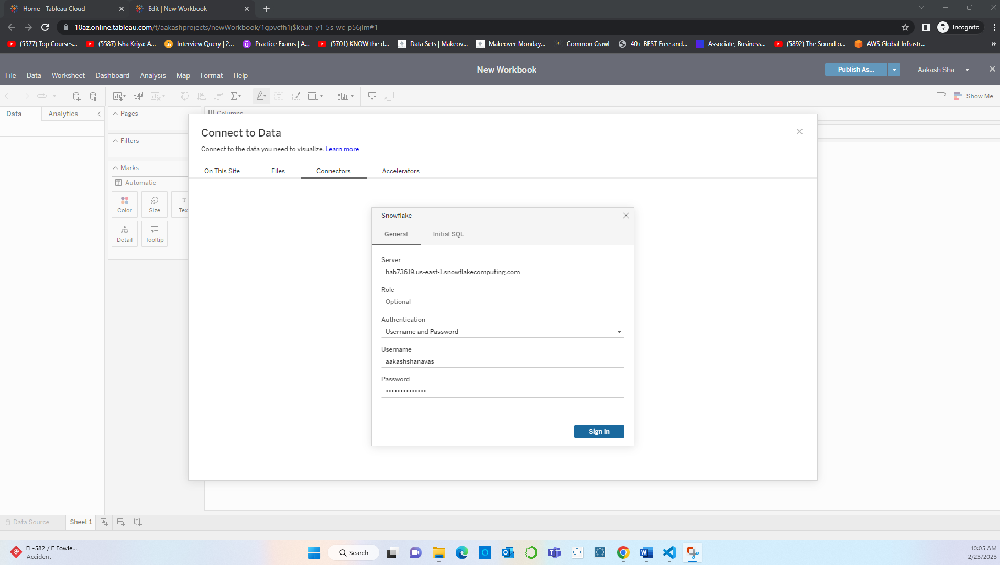 Home - Tableau Cloud
Edit | New Workbook
10az.online.tableau.com/t/aakashprojects/newWorkbook/1gpvcfh1j$kbuh-y1-5s-wc-p56jlm#1
Incognito
(5577) Top Courses...
(5587) Isha Kriya: A...
Interview Query | 2...
Practice Exams | A...
(5701) KNOW the d...
Data Sets | Makeov...
Makeover Monday...
Common Crawl
40+ BEST Free and...
Associate, Business...
(5892) The Sound o...
AWS Global Infrastr...
»
New Workbook
Publish As...
Aakash Sha...
File Data Worksheet Dashboard Analysis Map Format Help
Show Me
Data
Analytics
Pages
Columns
Filters
Marks
Automatic
Color
Size
Tex
Detail
Tooltip
Connect to Data
Connect to the data you need to visualize. Learn more
On This Site
Files
Connectors
Accelerators
Snowflake
General
Initial SQL
Server
hab73619.us-east-1.snowflakecomputing.com
Role
Optional
Authentication
Username and Password
Username
aakashshanavas
Password
••••••••••••••
Sign In
Data Source
Sheet 1
FL-582 / E Fowle...
Accident
Search
10:05 AM
2/23/2023